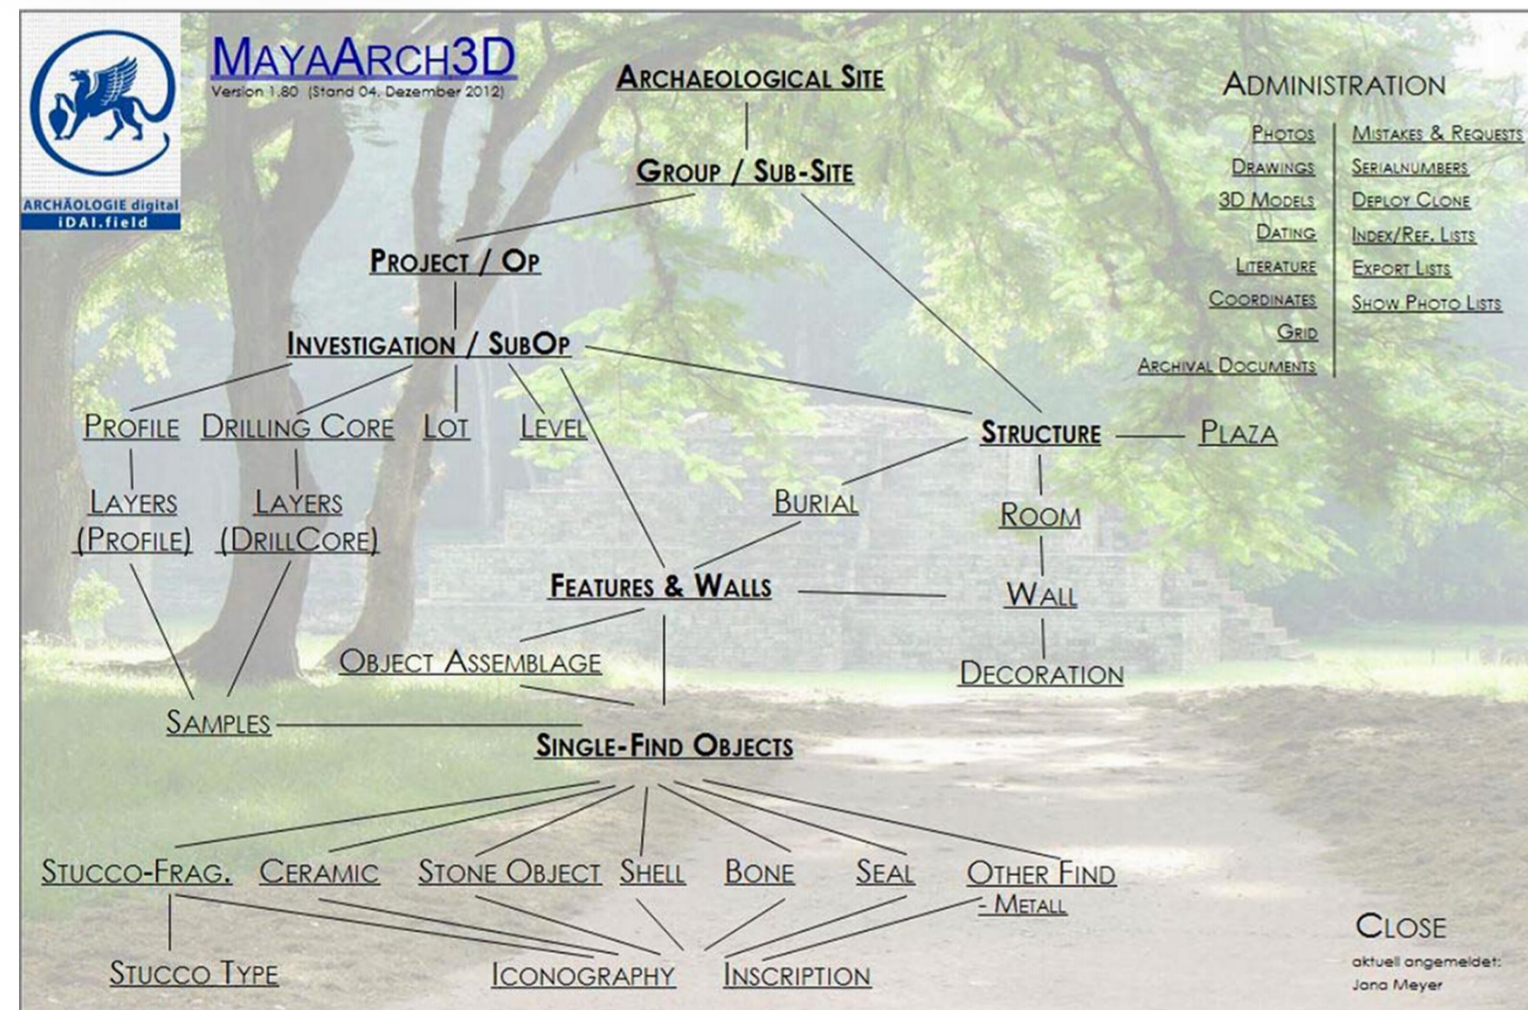 MAYAARCH3D
Version 1.80 (Stand 04. Dezember 2012)
ARCHÄOLOGIE digital
iDAI.field
ARCHAEOLOGICAL SITE
GROUP / SUB-SITE
PROJECT / OP
INVESTIGATION / SUBOP
PROFILE
DRILLING CORE
LOT
LEVEL
STRUCTURE
PLAZA
LAYERS
(PROFILE)
LAYERS
(DRILLCORE)
BURIAL
ROOM
FEATURES & WALLS
WALL
OBJECT ASSEMBLAGE
DECORATION
SAMPLES
SINGLE-FIND OBJECTS
STUCCO-FRAG.
CERAMIC
STONE OBJECT
SHELL
BONE
SEAL
OTHER FIND
- METALL
STUCCO TYPE
ICONOGRAPHY
INSCRIPTION
ADMINISTRATION
PHOTOS
DRAWINGS
3D MODELS
DATING
LITERATURE
COORDINATES
GRID
ARCHIVAL DOCUMENTS
MISTAKES & REQUESTS
SERIALNUMBERS
DEPLOY CLONE
INDEX/REF. LISTS
EXPORT LISTS
SHOW PHOTO LISTS
CLOSE
aktuell angemeldet:
Jana Meyer